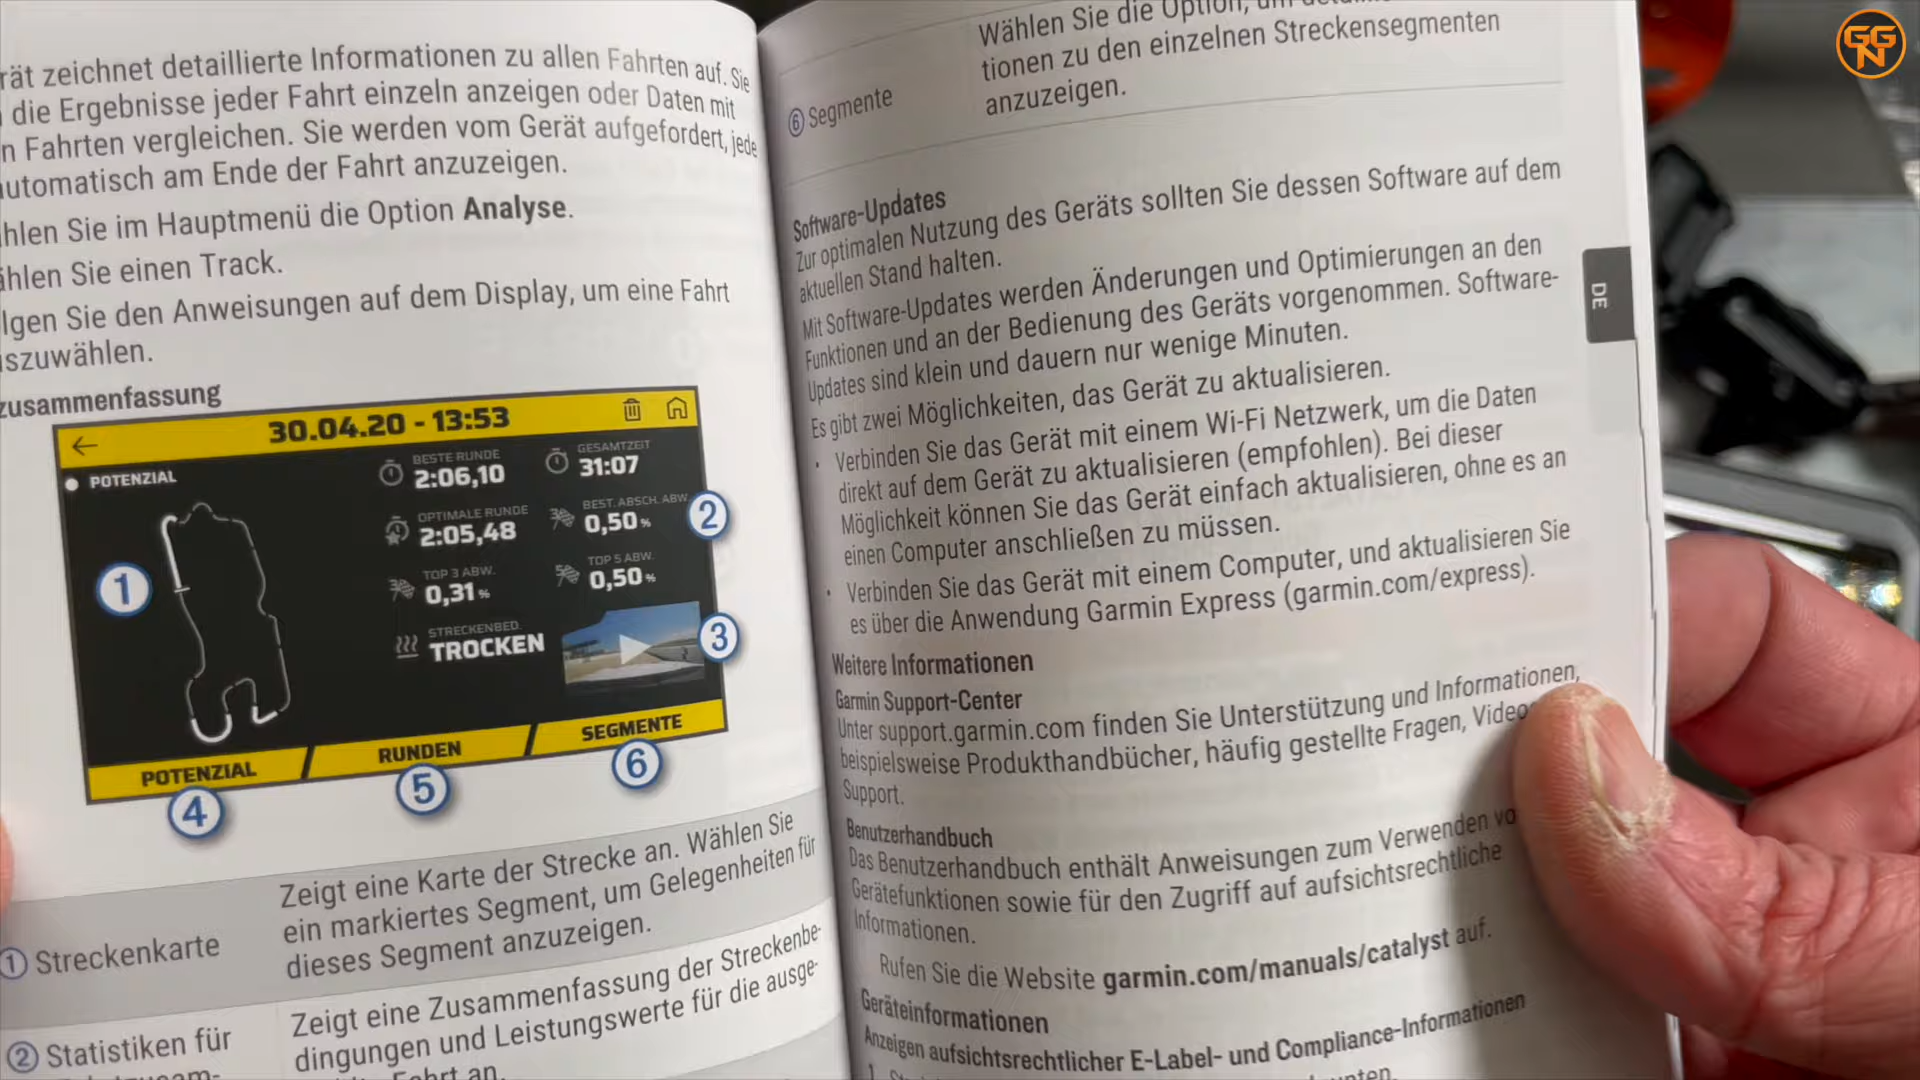 rät zeichnet detaillierte Informationen zu allen Fahrten auf. Sie
die Ergebnisse jeder Fahrt einzeln anzeigen oder Daten mit
n Fahrten vergleichen. Sie werden vom Gerät aufgefordert, jede
utomatisch am Ende der Fahrt anzuzeigen.
hlen Sie im Hauptmenü die Option Analyse.
ählen Sie einen Track.
lgen Sie den Anweisungen auf dem Display, um eine Fahrt
szuwählen.
zusammenfassung
30.04.20 - 13:53
POTENZIAL
BESTE RUNDE
2:06,10
GESAMTZEIT
31:07
OPTIMALE RUNDE
2:05,48
BEST. ABSCH. ABW.
0,50 %
TOP 3 ABW.
0,31 %
TOP 5 ABW.
0,50 %
STRECKENBED.
TROCKEN
1
2
3
POTENZIAL
RUNDEN
SEGMENTE
4
5
6
1 Streckenkarte
Zeigt eine Karte der Strecke an. Wählen Sie
ein markiertes Segment, um Gelegenheiten für
dieses Segment anzuzeigen.
2 Statistiken für
Zeigt eine Zusammenfassung der Streckenbe-
dingungen und Leistungswerte für die ausge-
Fahrt an.
6 Segmente
Wählen Sie die Option, um
tionen zu den einzelnen Streckensegmenten
anzuzeigen.
Software-Updates
Zur optimalen Nutzung des Geräts sollten Sie dessen Software auf dem
aktuellen Stand halten.
Mit Software-Updates werden Änderungen und Optimierungen an den
Funktionen und an der Bedienung des Geräts vorgenommen. Software-
Updates sind klein und dauern nur wenige Minuten.
Es gibt zwei Möglichkeiten, das Gerät zu aktualisieren.
· Verbinden Sie das Gerät mit einem Wi-Fi Netzwerk, um die Daten
direkt auf dem Gerät zu aktualisieren (empfohlen). Bei dieser
Möglichkeit können Sie das Gerät einfach aktualisieren, ohne es an
einen Computer anschließen zu müssen.
· Verbinden Sie das Gerät mit einem Computer, und aktualisieren Sie
es über die Anwendung Garmin Express (garmin.com/express).
Weitere Informationen
Garmin Support-Center
Unter support.garmin.com finden Sie Unterstützung und Informationen,
beispielsweise Produkthandbücher, häufig gestellte Fragen, Videos
Support.
Benutzerhandbuch
Das Benutzerhandbuch enthält Anweisungen zum Verwenden vo
Gerätefunktionen sowie für den Zugriff auf aufsichtsrechtliche
Informationen.
Rufen Sie die Website garmin.com/manuals/catalyst auf.
Geräteinformationen
Anzeigen aufsichtsrechtlicher E-Label- und Compliance-Informationen
DE
GG
N